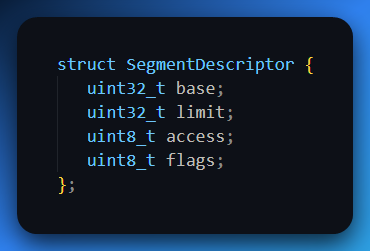 struct SegmentDescriptor {
   uint32_t base;
   uint32_t limit;
   uint8_t access;
   uint8_t flags;
};